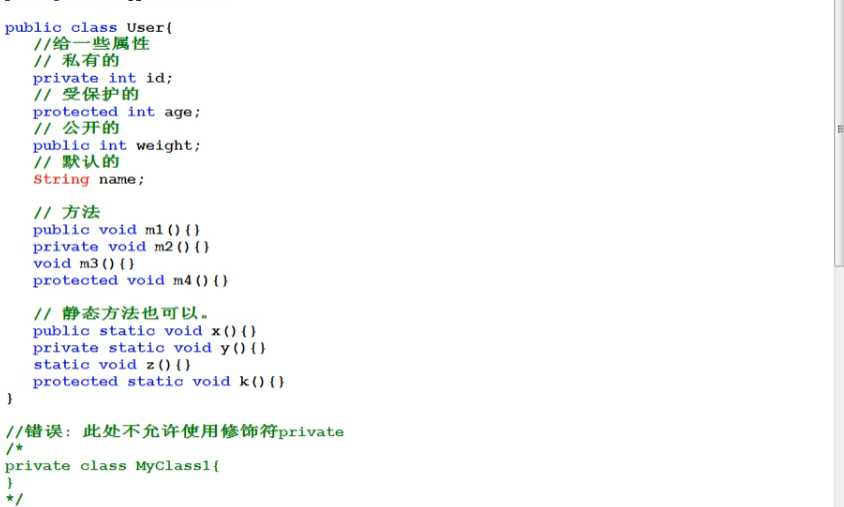 public class User{
//给一些属性
// 私有的
private int id;
// 受保护的
protected int age;
// 公开的
public int weight;
// 默认的
String name;
// 方法
public void m1(){}
private void m2(){}
void m3(){}
protected void m4(){}
// 静态方法也可以。
public static void x(){}
private static void y(){}
static void z(){}
protected static void k(){}
}
//错误: 此处不允许使用修饰符private
/*
private class MyClass1{
}
*/